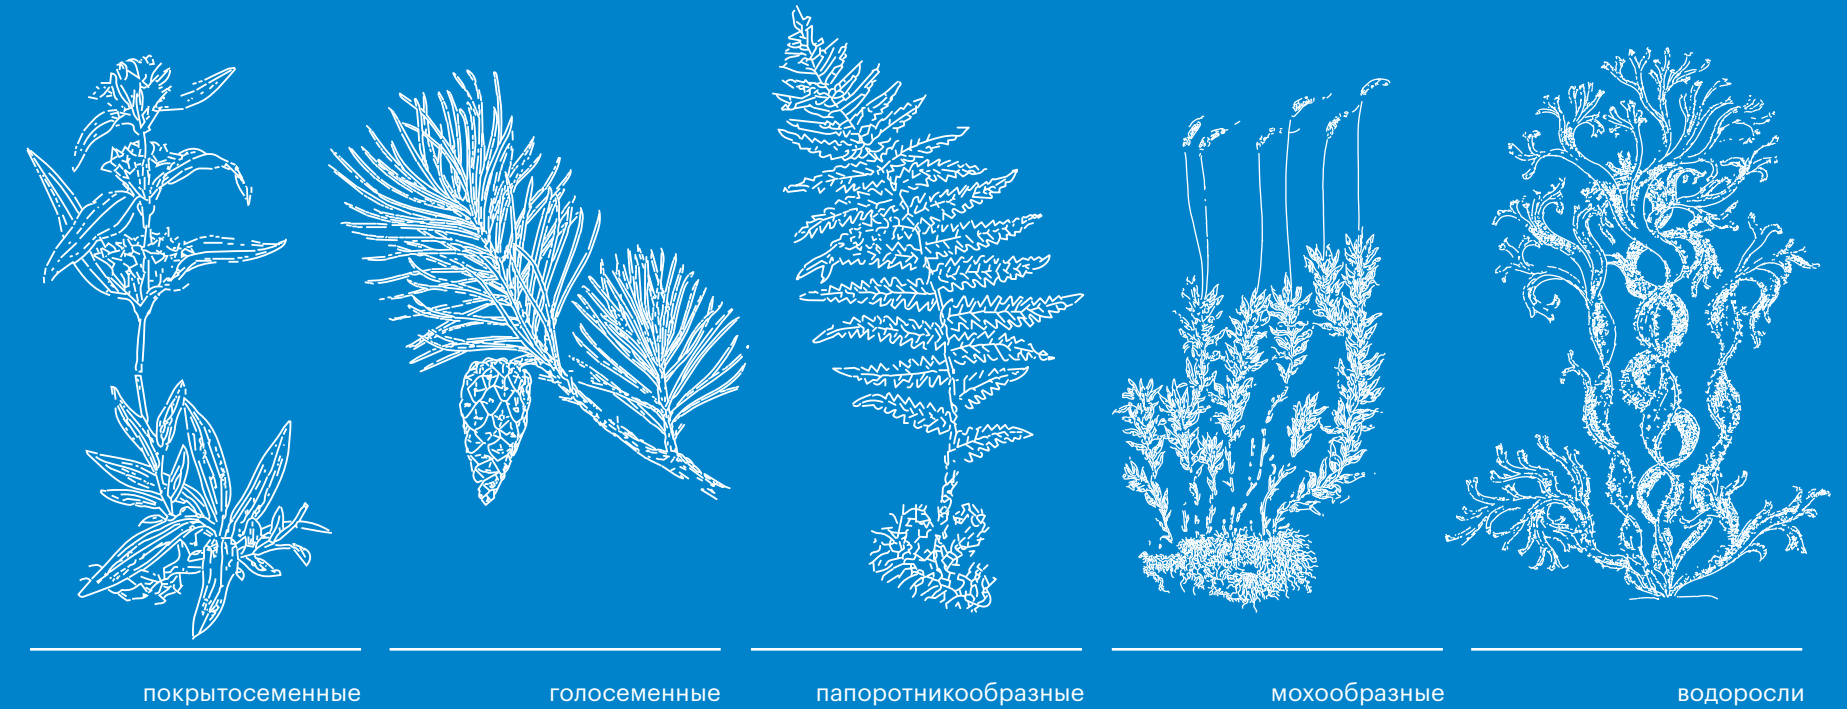 покрытосеменные
голосеменные
папоротникообразные
мохообразные
водоросли